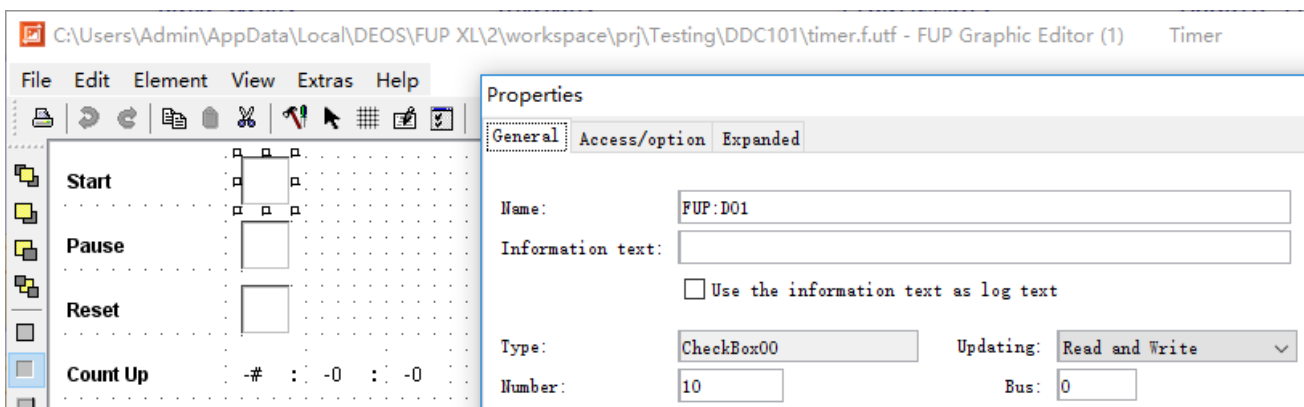 C:\Users\Admin\AppData\Local\DEOS\FUP XL\2\workspace\prj\Testing\DDC101\timer.f.utf - FUP Graphic Editor (1) Timer
File Edit Element View Extras Help
Properties
General Access/option Expanded
Start
Name: FUP:DO1
Pause
Information text:
Use the information text as log text
Reset
Type: CheckBox00 Updating: Read and Write
Count Up -# : -0 : -0
Number: 10 Bus: 0